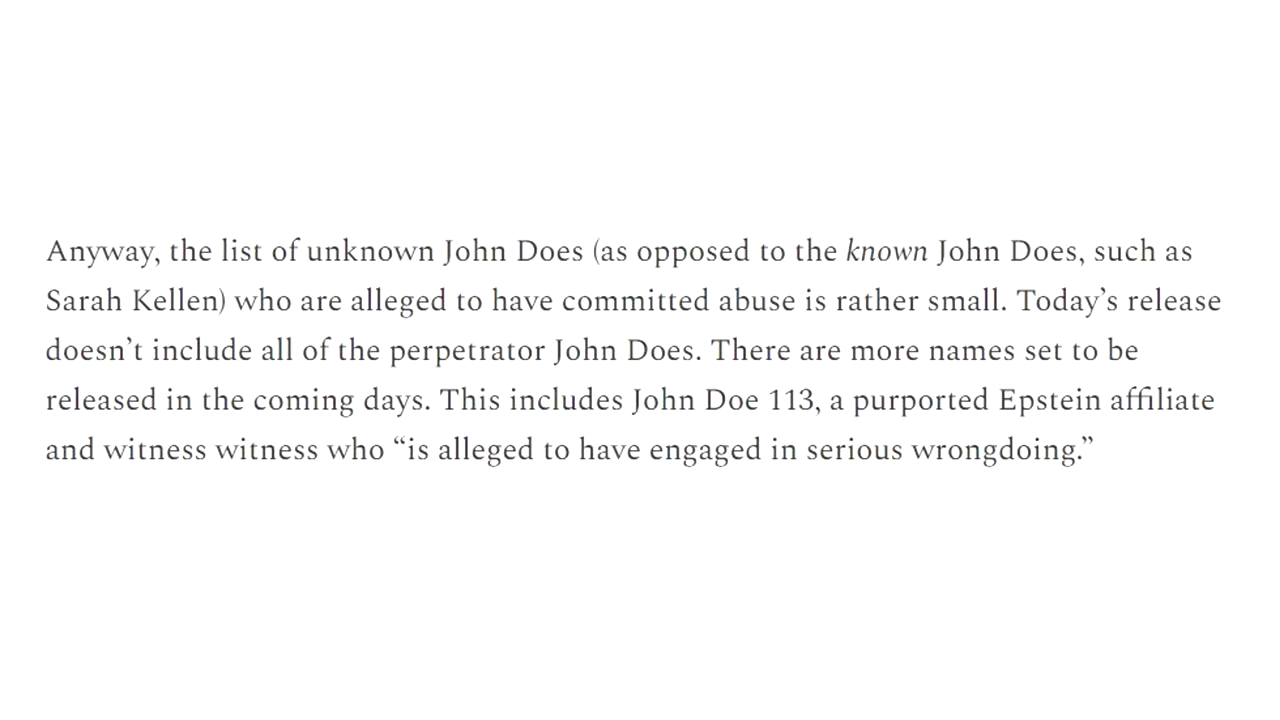 Anyway, the list of unknown John Does (as opposed to the known John Does, such as
Sarah Kellen) who are alleged to have committed abuse is rather small. Today’s release
doesn’t include all of the perpetrator John Does. There are more names set to be
released in the coming days. This includes John Doe 113, a purported Epstein affiliate
and witness witness who “is alleged to have engaged in serious wrongdoing.”